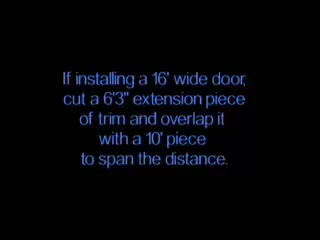 If installing a 16' wide door,
cut a 6'3" extension piece
of trim and overlap it
with a 10' piece
to span the distance.